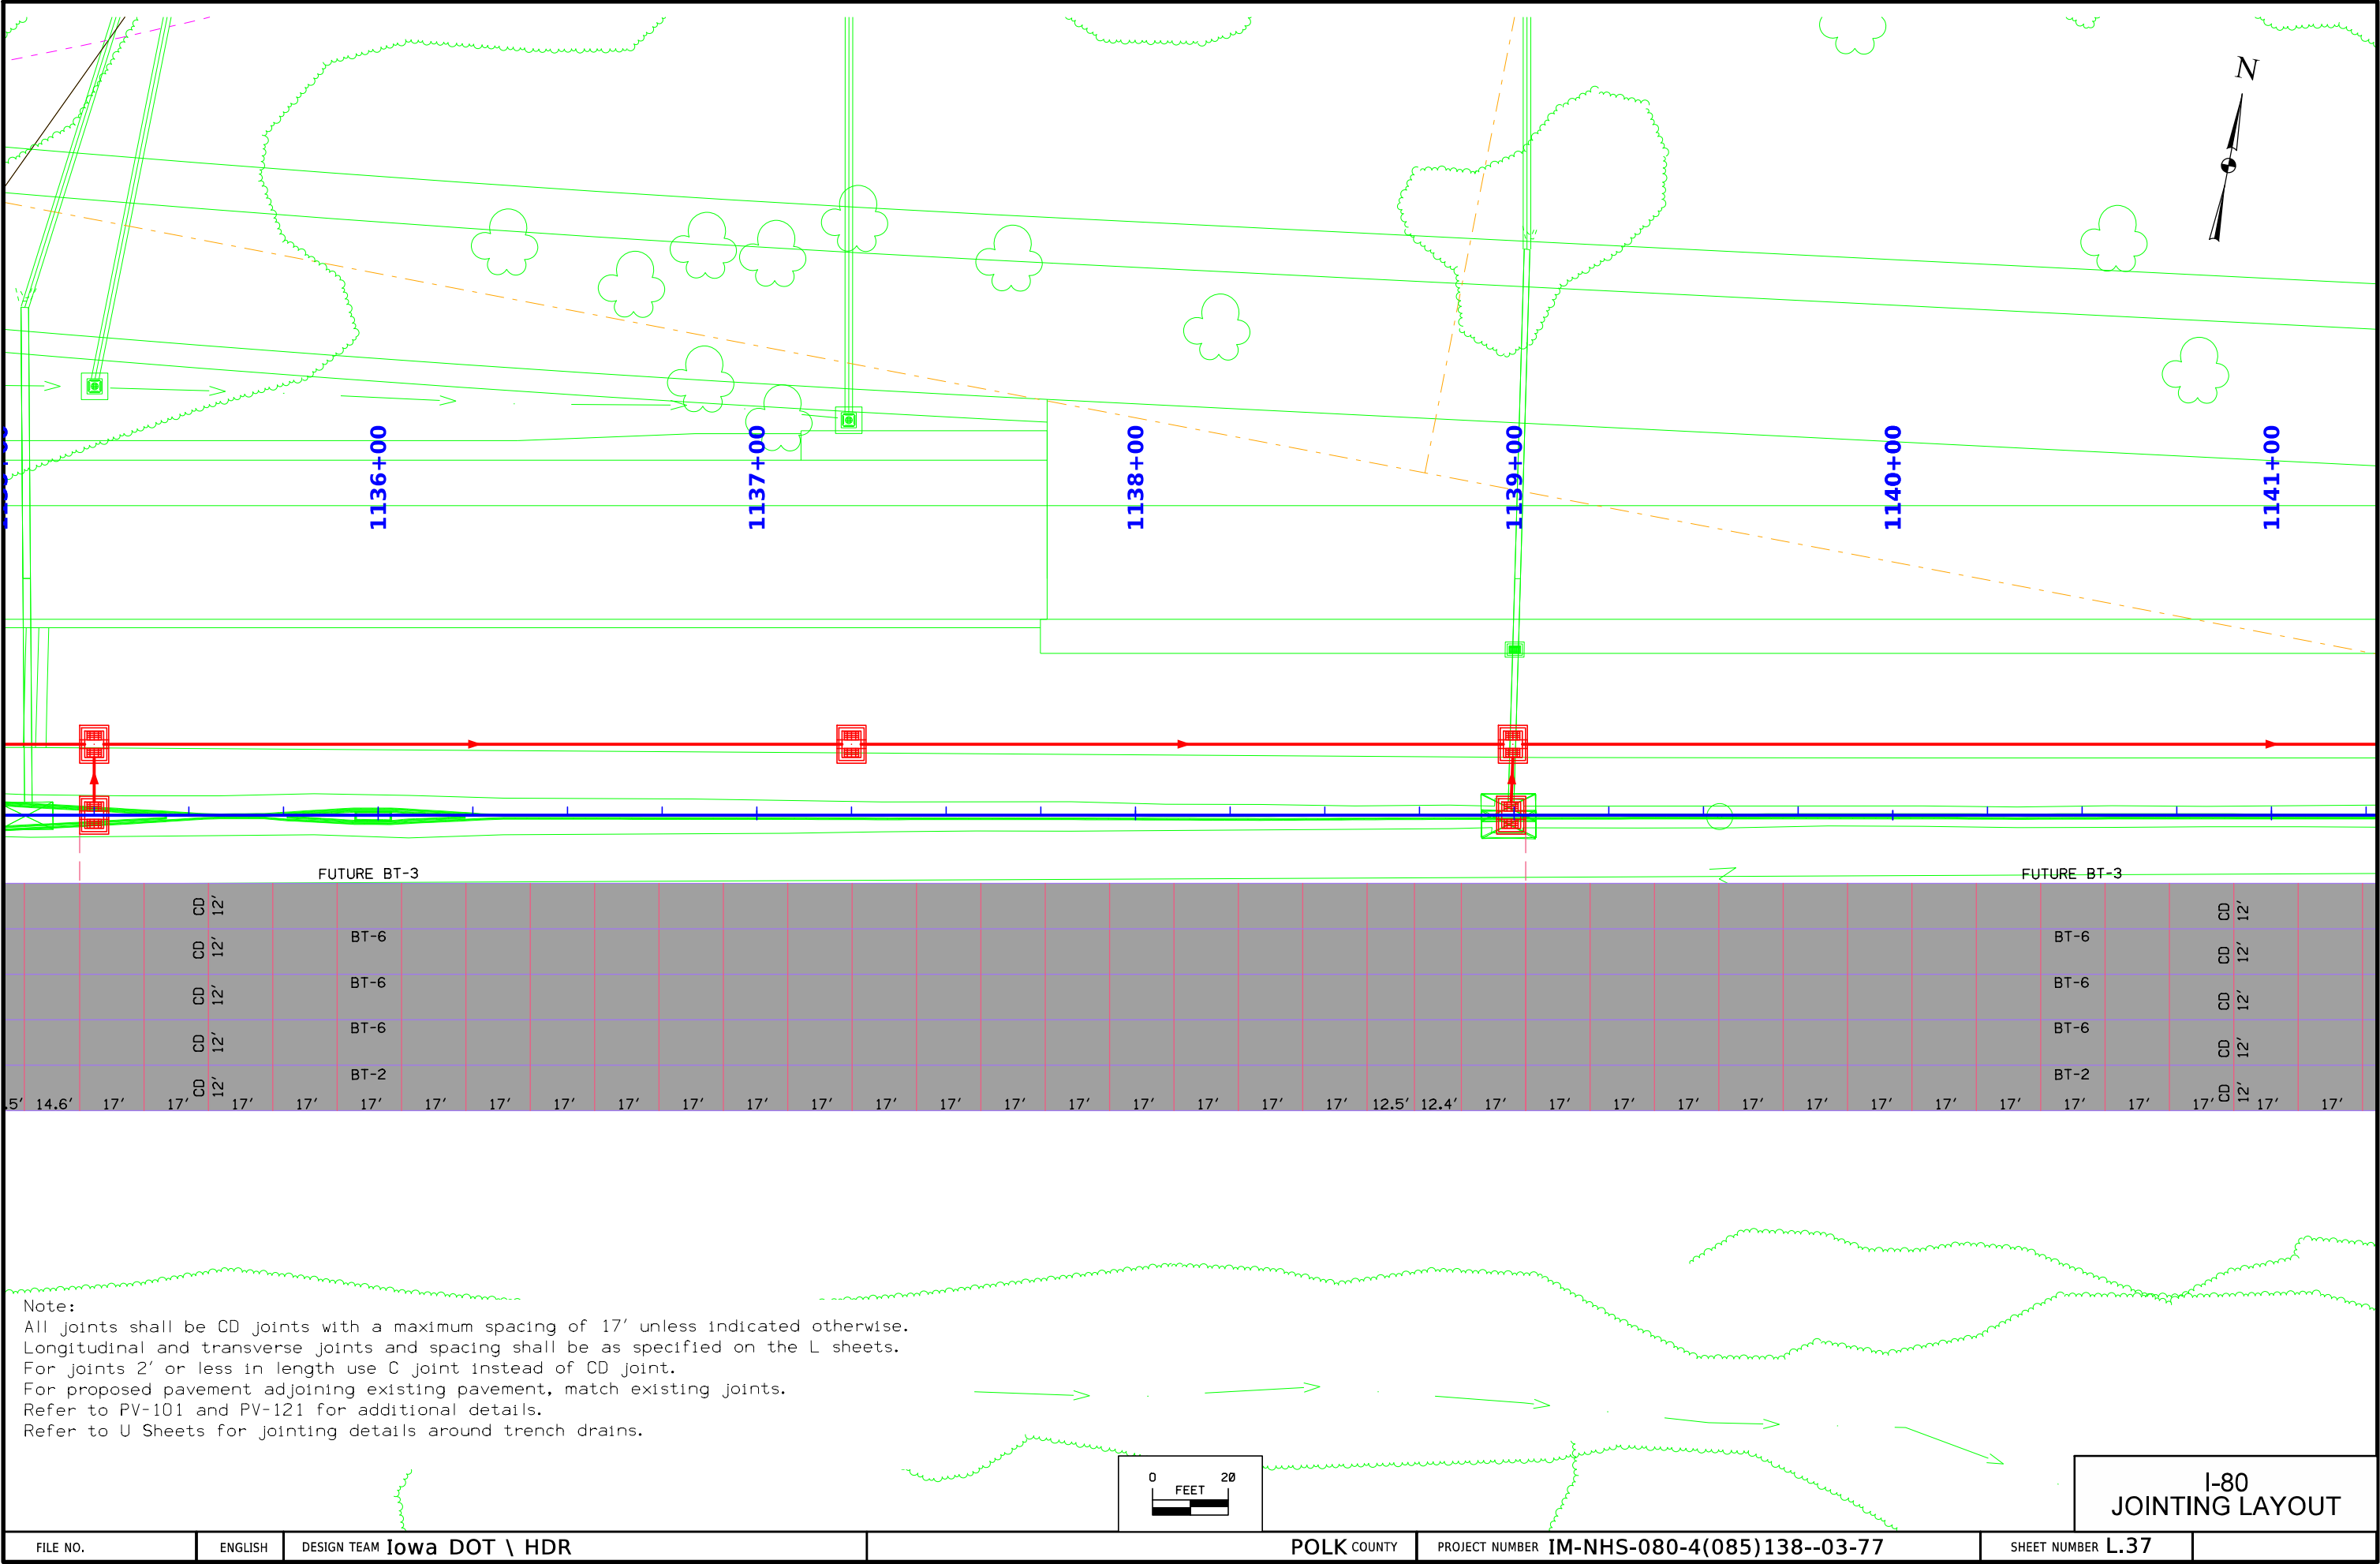 N
1136+00
1137+00
1138+00
1139+00
1140+00
1141+00
FUTURE BT-3
FUTURE BT-3
CD 12'
CD 12'
BT-6
BT-6
CD 12'
CD 12'
BT-6
BT-6
CD 12'
CD 12'
BT-6
BT-6
CD 12'
CD 12'
BT-2
BT-2
CD 12'
CD 12'
.5' 14.6' 17' 17' 17' 17' 17' 17' 17' 17' 17' 17' 17' 17' 17' 17' 17' 17' 17' 17' 17' 17' 17' 12.5' 12.4' 17' 17' 17' 17' 17' 17' 17' 17' 17' 17' 17' 17' 17' 17'
Note:
All joints shall be CD joints with a maximum spacing of 17' unless indicated otherwise.
Longitudinal and transverse joints and spacing shall be as specified on the L sheets.
For joints 2' or less in length use C joint instead of CD joint.
For proposed pavement adjoining existing pavement, match existing joints.
Refer to PV-101 and PV-121 for additional details.
Refer to U Sheets for jointing details around trench drains.
0 20
FEET
I-80
JOINTING LAYOUT
FILE NO. ENGLISH DESIGN TEAM Iowa DOT \ HDR POLK COUNTY PROJECT NUMBER IM-NHS-080-4(085)138--03-77 SHEET NUMBER L.37